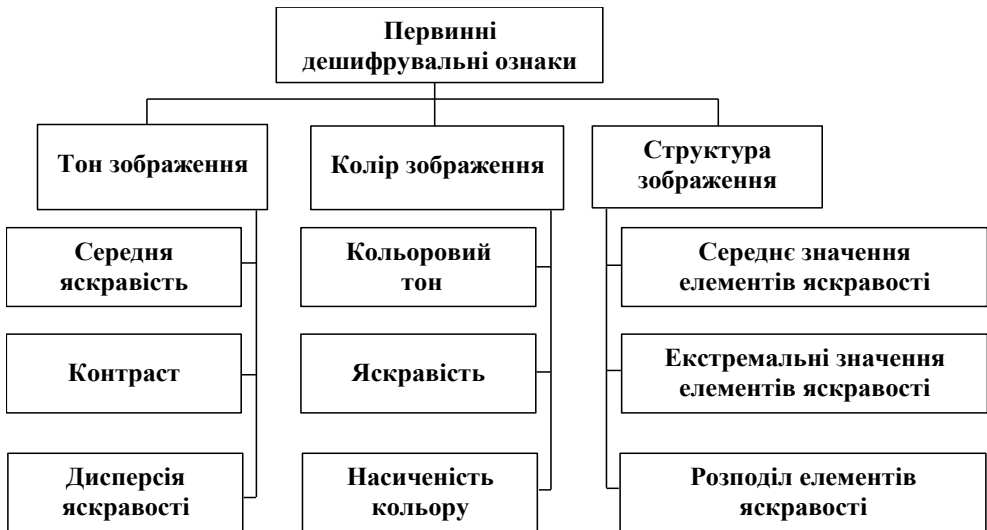 Первинні
дешифрувальні ознаки
Тон зображення
Колір зображення
Структура
зображення
Середня
яскравість
Кольоровий
тон
Середнє значення
елементів яскравості
Контраст
Яскравість
Екстремальні значення
елементів яскравості
Дисперсія
яскравості
Насиченість
кольору
Розподіл елементів
яскравості